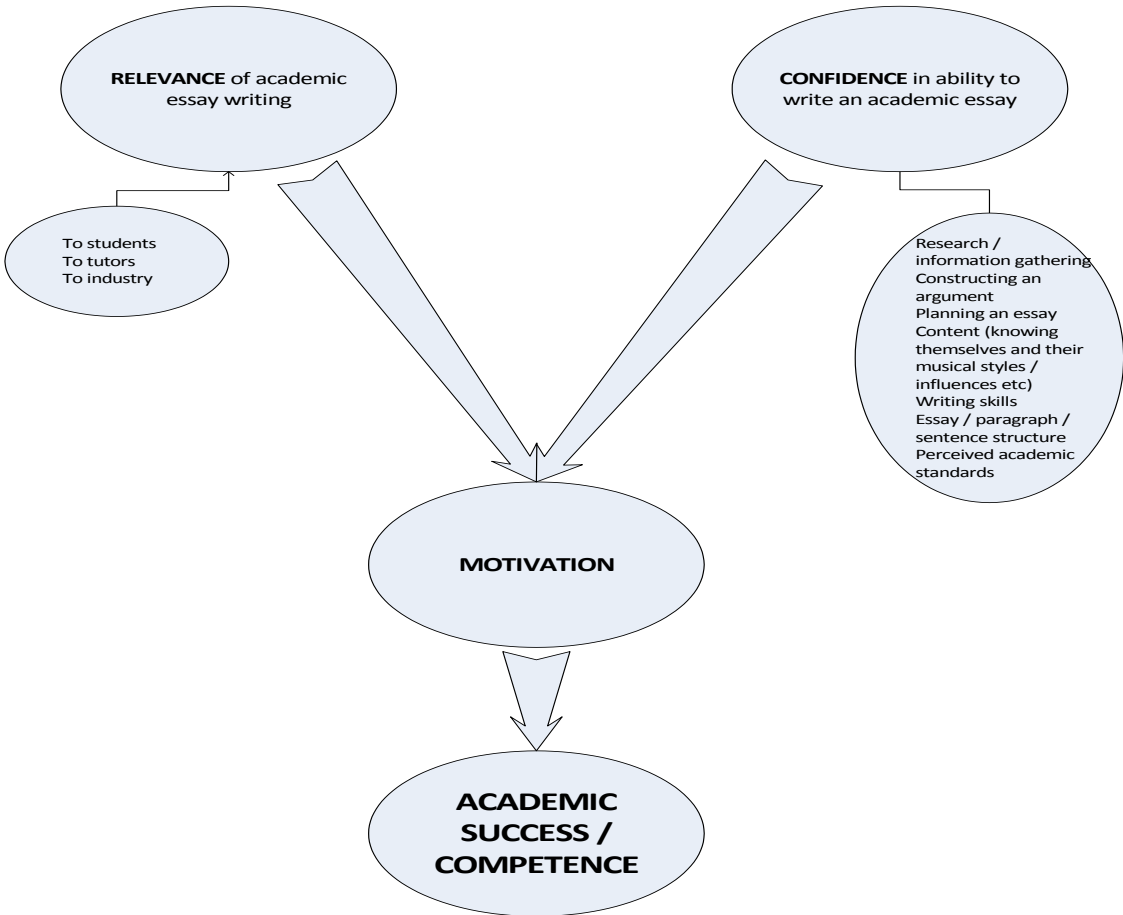 RELEVANCE of academic
essay writing
CONFIDENCE in ability to
write an academic essay
To students
To tutors
To industry
Research /
information gathering
Constructing an
argument
Planning an essay
Content (knowing
themselves and their
musical styles /
influences etc)
Writing skills
Essay / paragraph /
sentence structure
Perceived academic
standards
MOTIVATION
ACADEMIC
SUCCESS /
COMPETENCE